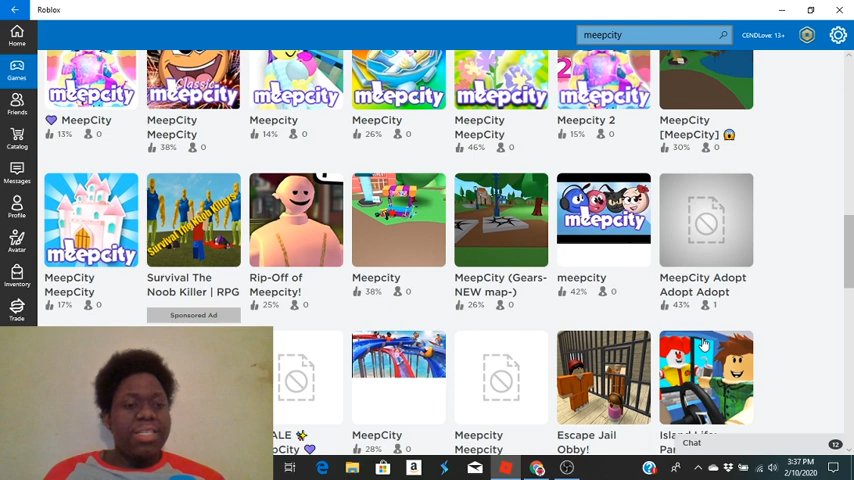 Roblox
meepcity
CENDLove: 13+
Home
Games
Friends
Catalog
Messages
Profile
Avatar
Inventory
Trade
meepcity
classic
meepcity
meepcity
meepcity
meepcity
2
meepcity
💜 MeepCity
MeepCity
MeepCity
MeepCity
MeepCity
MeepCity
MeepCity
Meepcity 2
MeepCity
[MeepCity] 😱
13% 0
38% 0
14% 0
26% 0
46% 0
15% 0
30% 0
meepcity
Survival The Noob Killers
meepcity
MeepCity
MeepCity
Survival The
Noob Killer | RPG
Rip-Off of
Meepcity!
Meepcity
MeepCity (Gears-
NEW map-)
meepcity
MeepCity Adopt
Adopt Adopt
17% 0
Sponsored Ad
25% 0
38% 0
26% 0
42% 0
43% 1
MeepCity
28% 0
Meepcity
Meepcity
Escape Jail
Obby!
Chat
12
3:37 PM
2/10/2020